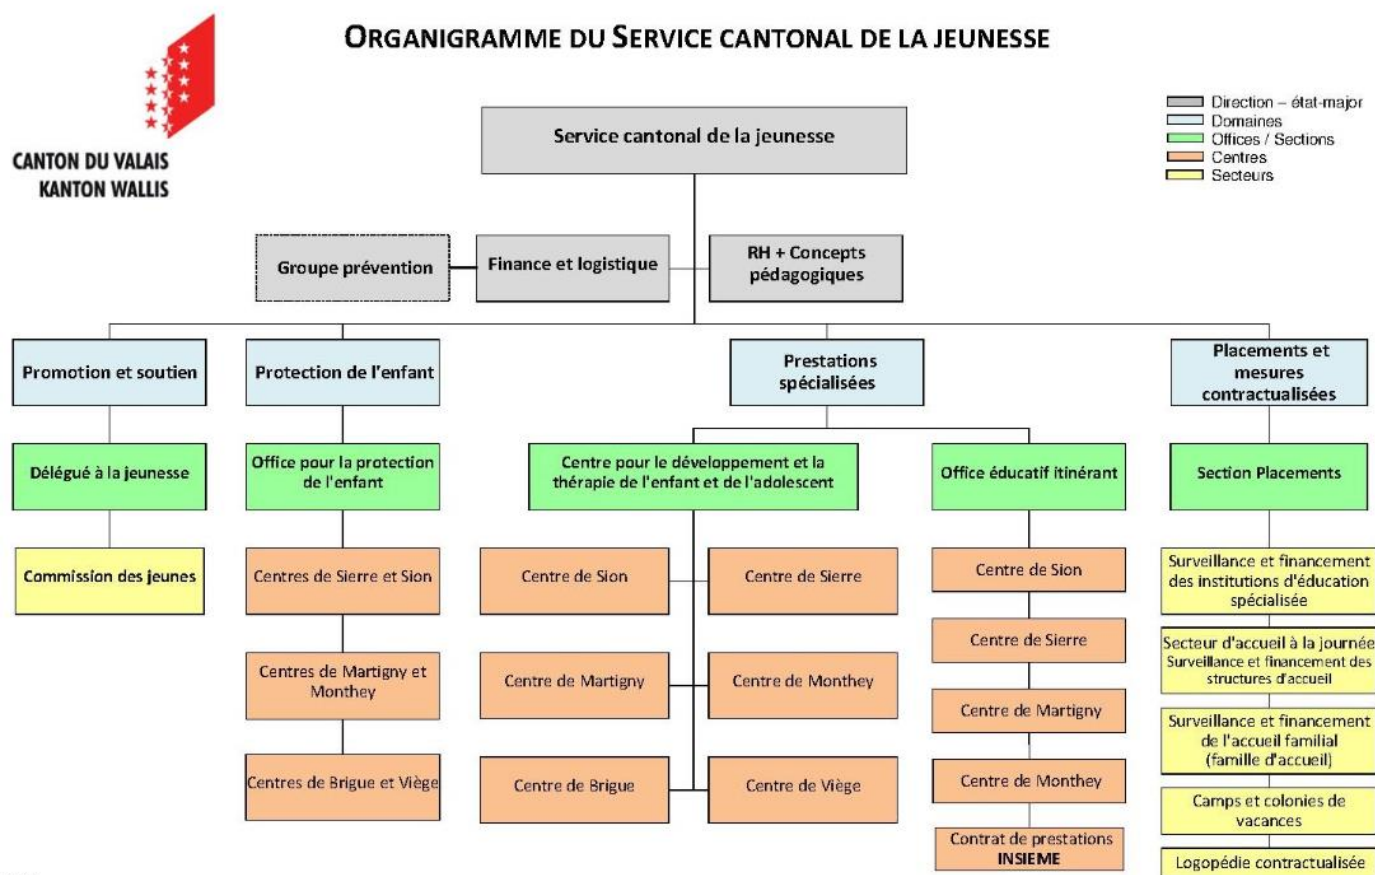 ORGANIGRAMME DU SERVICE CANTONAL DE LA JEUNESSE
CANTON DU VALAIS
KANTON WALLIS
Direction – état-major
Domaines
Offices / Sections
Centres
Secteurs
Service cantonal de la jeunesse
Groupe prévention
Finance et logistique
RH + Concepts
pédagogiques
Promotion et soutien
Protection de l'enfant
Prestations
spécialisées
Placements et
mesures
contractualisées
Délégué à la jeunesse
Office pour la protection
de l'enfant
Centre pour le développement et la
thérapie de l'enfant et de l'adolescent
Office éducatif itinérant
Section Placements
Commission des jeunes
Centres de Sierre et Sion
Centres de Martigny et
Monthey
Centres de Brigue et Viège
Centre de Sion
Centre de Sierre
Centre de Martigny
Centre de Monthey
Centre de Brigue
Centre de Viège
Centre de Sion
Centre de Sierre
Centre de Martigny
Centre de Monthey
Contrat de prestations
INSIEME
Surveillance et financement
des institutions d'éducation
spécialisée
Secteur d'accueil à la journée
Surveillance et financement des
structures d'accueil
Surveillance et financement
de l'accueil familial
(famille d'accueil)
Camps et colonies de
vacances
Logopédie contractualisée